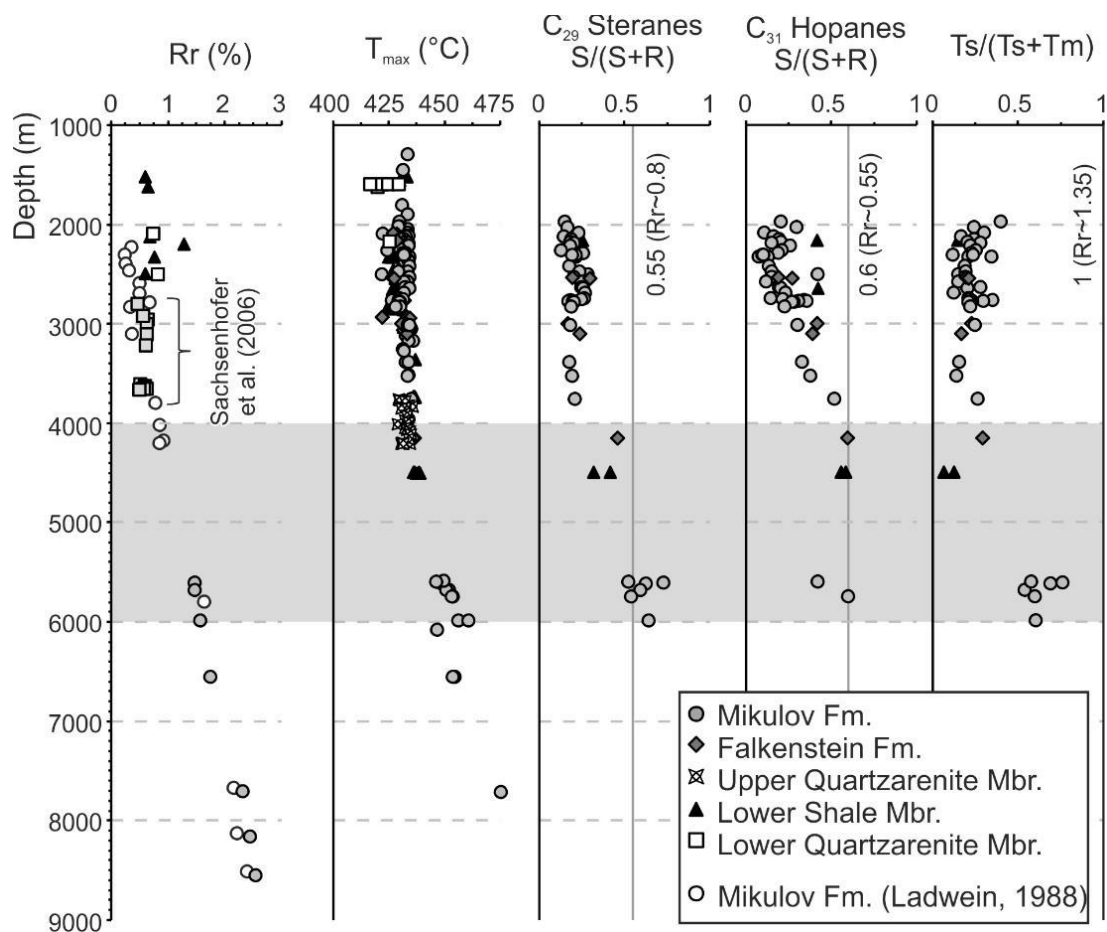 Rr (%)
T_max (°C)
C₂₉ Steranes
S/(S+R)
C₃₁ Hopanes
S/(S+R)
Ts/(Ts+Tm)
0 1 2 3
400 425 450 475
0 0.5 1
0 0.5 1
0 0.5 1
Depth (m)
1000
2000
3000
4000
5000
6000
7000
8000
9000
Sachsenhofer
et al. (2006)
0.55 (Rr~0.8)
0.6 (Rr~0.55)
1 (Rr~1.35)
Mikulov Fm.
Falkenstein Fm.
Upper Quartzarenite Mbr.
Lower Shale Mbr.
Lower Quartzarenite Mbr.
Mikulov Fm. (Ladwein, 1988)